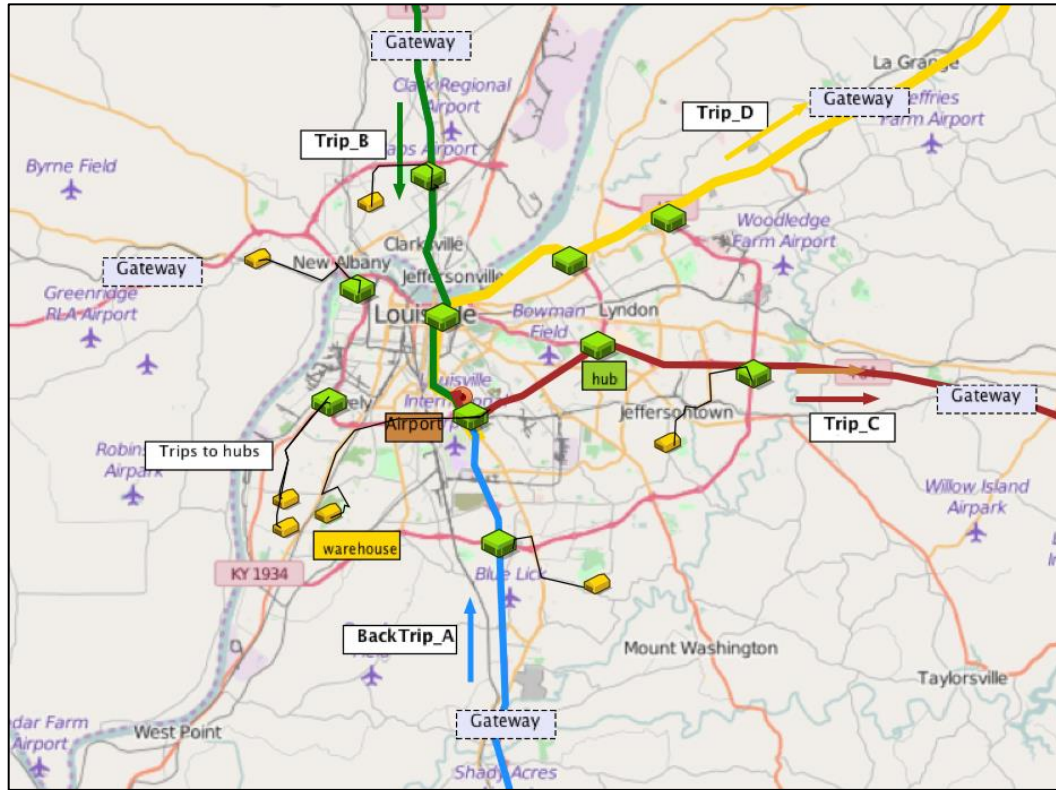 Gateway
La Grange
Clark Regional
Airport
Gateway
Jeffries
Farm Airport
Trip_D
Trip_B
Airport
Byrne Field
Woodledge
Farm Airport
Clarksville
New Albany
Gateway
Jeffersonville
Greenridge
RLA Airport
Louisville
Bowman
Field
Lyndon
hub
Louisville
International
Airport
Jeffersontown
Gateway
Trip_C
Trips to hubs
Airpark
Willow Island
Airpark
warehouse
KY 1934
Blue Lick
BackTrip_A
Mount Washington
Taylorsville
Gateway
West Point
Farm
Airport
Shady Acres